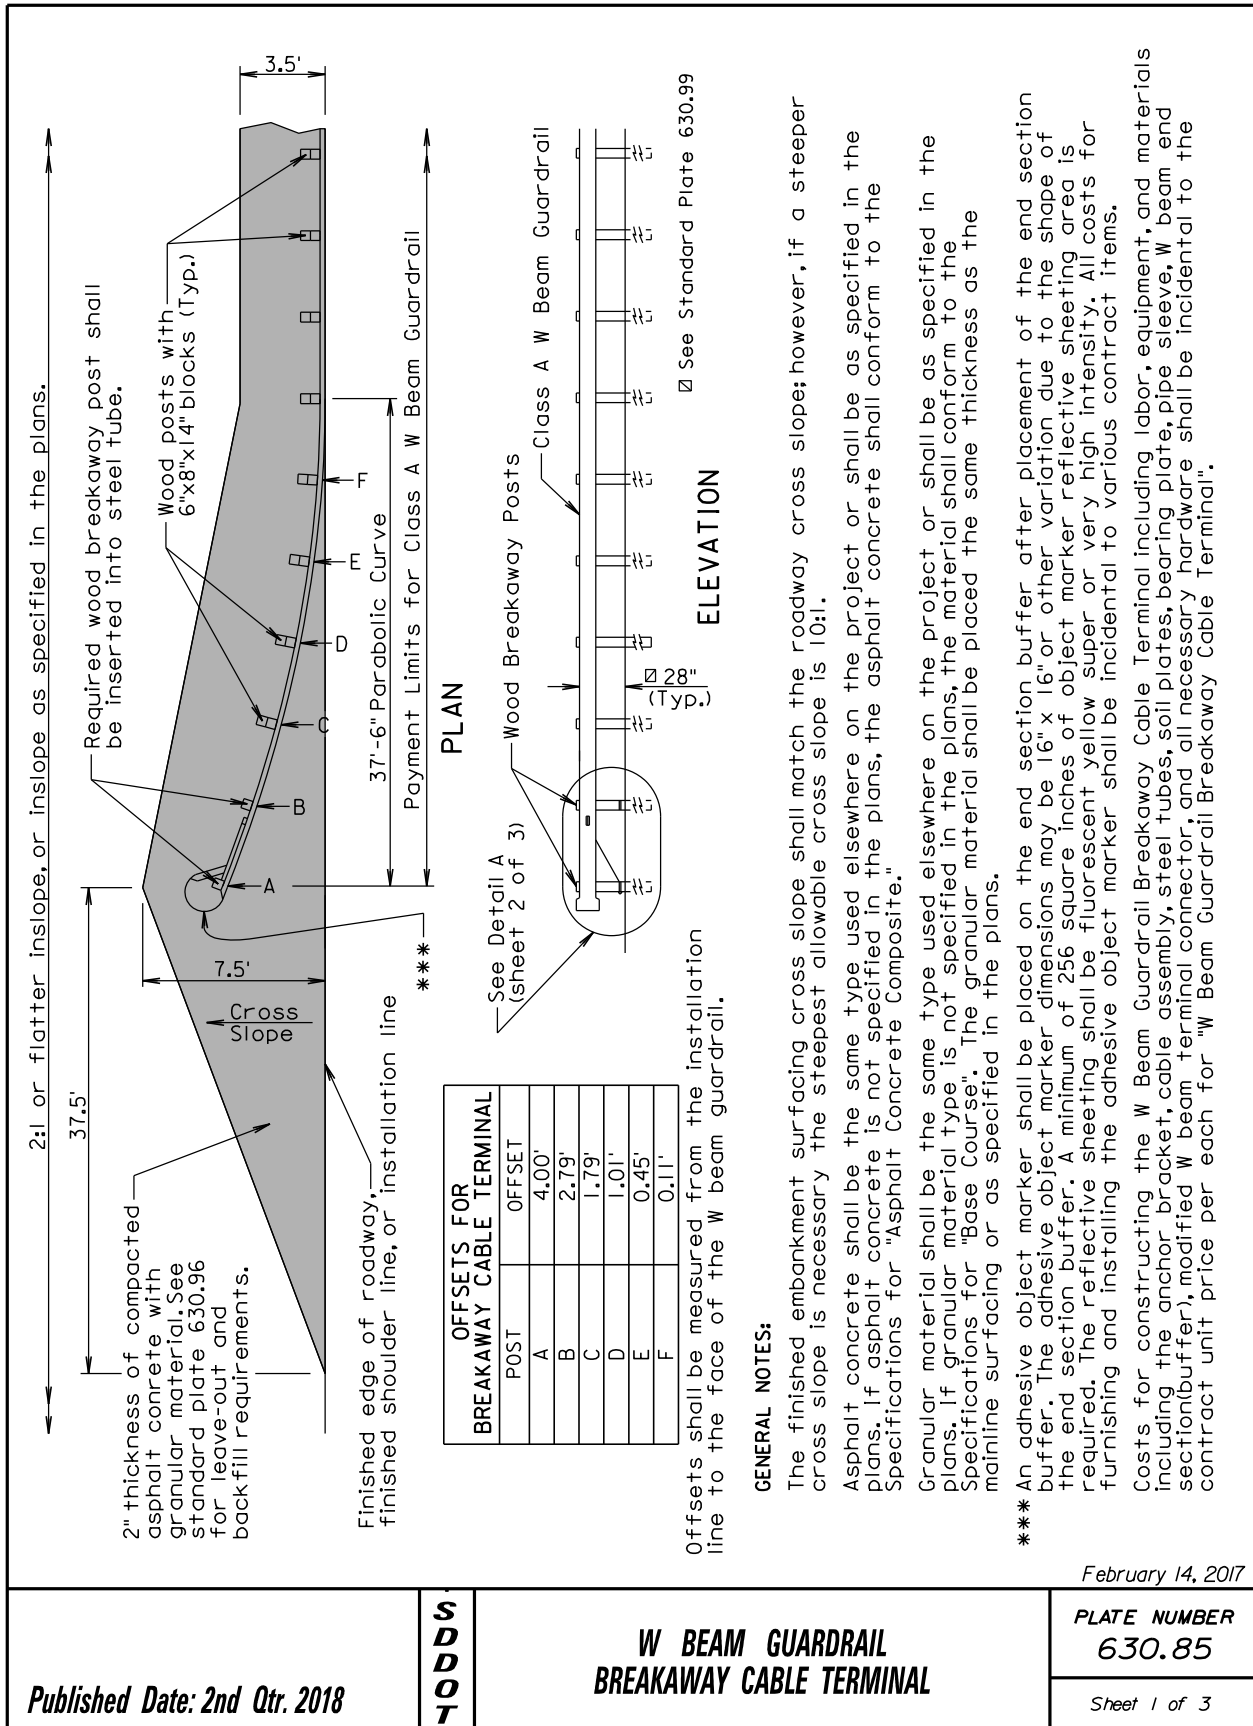 2:1 or flatter inslope, or inslope as specified in the plans.
37.5'
3.5'
2" thickness of compacted
asphalt conrete with
granular material. See
standard plate 630.96
for leave-out and
backfill requirements.
Required wood breakaway post shall
be inserted into steel tube.
Wood posts with
6"x8"x14" blocks (Typ.)
7.5'
Cross
Slope
A
B
C
D
E
F
Finished edge of roadway,
finished shoulder line, or installation line
***
37'-6" Parabolic Curve
Payment Limits for Class A W Beam Guardrail
PLAN
OFFSETS FOR
BREAKAWAY CABLE TERMINAL
POST OFFSET
A 4.00'
B 2.79'
C 1.79'
D 1.01'
E 0.45'
F 0.11'
See Detail A
(sheet 2 of 3)
Wood Breakaway Posts
Class A W Beam Guardrail
⍁ 28"
(Typ.)
⍁ See Standard Plate 630.99
ELEVATION
Offsets shall be measured from the installation
line to the face of the W beam guardrail.
GENERAL NOTES:
The finished embankment surfacing cross slope shall match the roadway cross slope; however, if a steeper
cross slope is necessary the steepest allowable cross slope is 10:1.
Asphalt concrete shall be the same type used elsewhere on the project or shall be as specified in the
plans. If asphalt concrete is not specified in the plans, the asphalt concrete shall conform to the
Specifications for "Asphalt Concrete Composite."
Granular material shall be the same type used elsewhere on the project or shall be as specified in the
plans. If granular material type is not specified in the plans, the material shall conform to the
Specifications for "Base Course". The granular material shall be placed the same thickness as the
mainline surfacing or as specified in the plans.
*** An adhesive object marker shall be placed on the end section buffer after placement of the end section
buffer. The adhesive object marker dimensions may be 16" x 16" or other variation due to the shape of
the end section buffer. A minimum of 256 square inches of object marker reflective sheeting area is
required. The reflective sheeting shall be fluorescent yellow super or very high intensity. All costs for
furnishing and installing the adhesive object marker shall be incidental to various contract items.
Costs for constructing the W Beam Guardrail Breakaway Cable Terminal including labor, equipment, and materials
including the anchor bracket, cable assembly, steel tubes, soil plates, bearing plate, pipe sleeve, W beam end
section(buffer), modified W beam terminal connector, and all necessary hardware shall be incidental to the
contract unit price per each for "W Beam Guardrail Breakaway Cable Terminal".
February 14, 2017
Published Date: 2nd Qtr. 2018
SDDOT
W BEAM GUARDRAIL
BREAKAWAY CABLE TERMINAL
PLATE NUMBER
630.85
Sheet 1 of 3